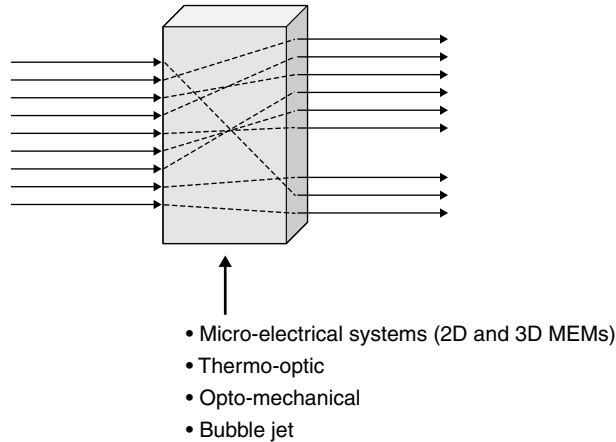 • Micro-electrical systems (2D and 3D MEMs)
• Thermo-optic
• Opto-mechanical
• Bubble jet